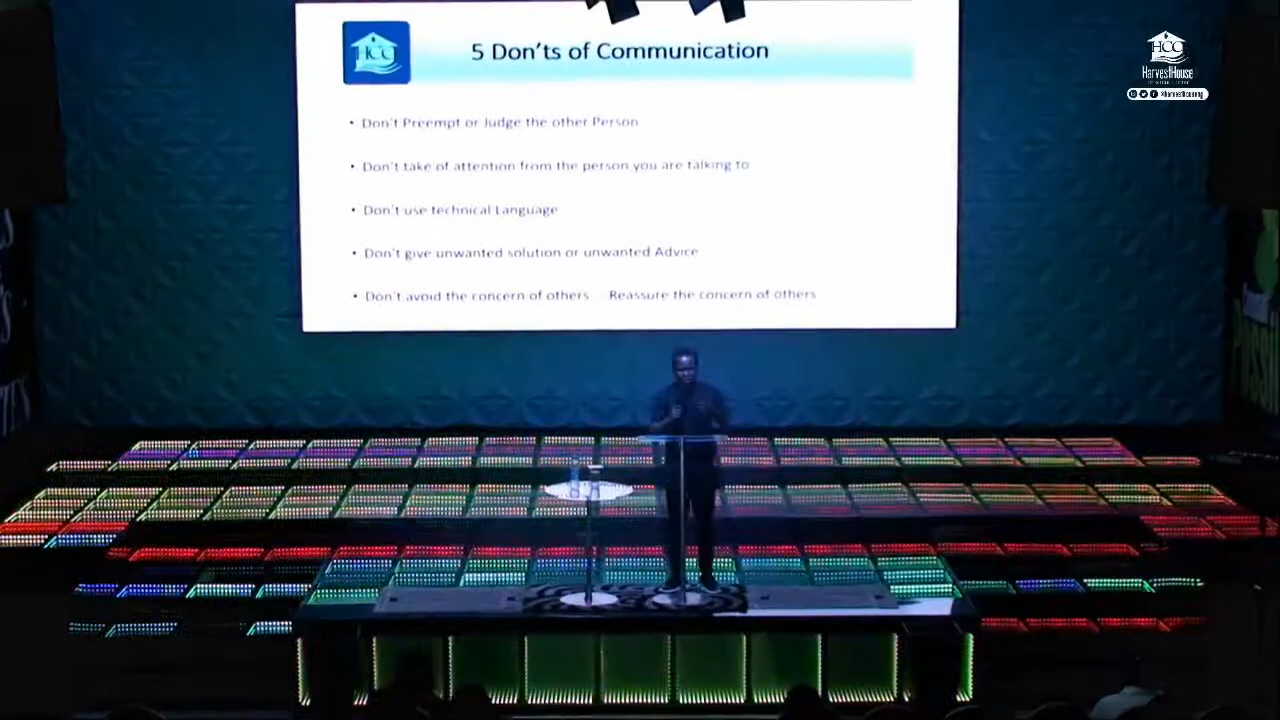 HCC
5 Don'ts of Communication
• Don't Preempt or Judge the other Person
• Don't take of attention from the person you are talking to
• Don't use technical Language
• Don't give unwanted solution or unwanted Advice
• Don't avoid the concern of others Reassure the concern of others
HCC
HarvestHouse